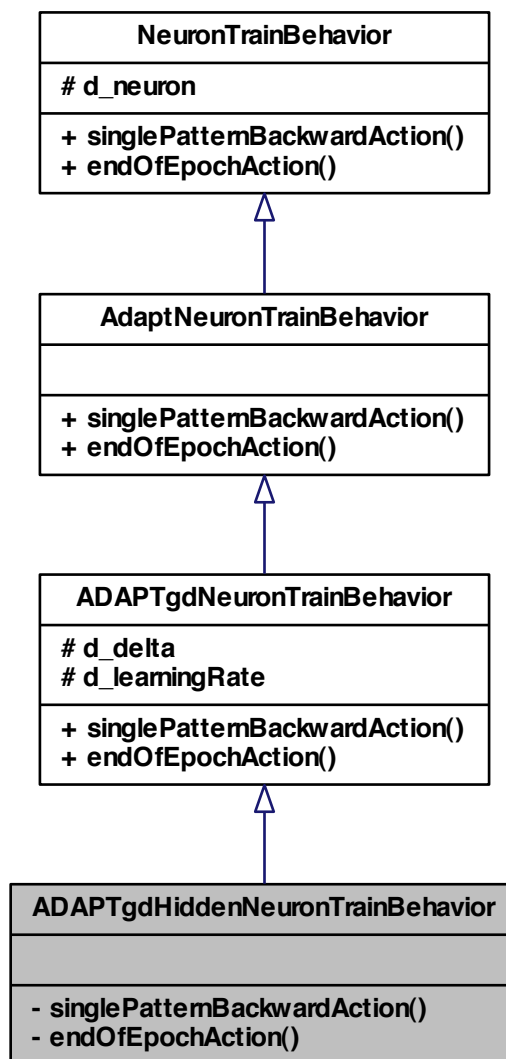 NeuronTrainBehavior
# d_neuron
+ singlePatternBackwardAction()
+ endOfEpochAction()
AdaptNeuronTrainBehavior
+ singlePatternBackwardAction()
+ endOfEpochAction()
ADAPTgdNeuronTrainBehavior
# d_delta
# d_learningRate
+ singlePatternBackwardAction()
+ endOfEpochAction()
ADAPTgdHiddenNeuronTrainBehavior
- singlePatternBackwardAction()
- endOfEpochAction()